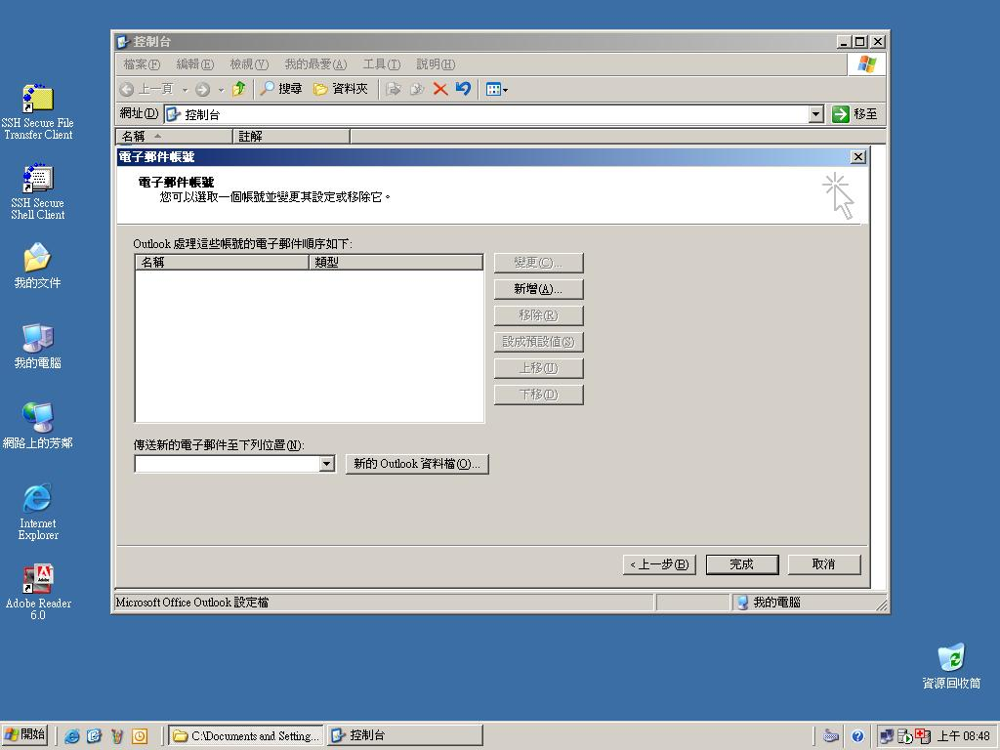 SSH Secure File
Transfer Client
SSH Secure
Shell Client
我的文件
我的電腦
網路上的芳鄰
Internet
Explorer
Adobe Reader
6.0
控制台
檔案(F) 編輯(E) 檢視(V) 我的最愛(A) 工具(T) 說明(H)
上一頁 搜尋 資料夾
網址(D) 控制台 移至
名稱 註解
電子郵件帳號
電子郵件帳號
您可以選取一個帳號並變更其設定或移除它。
Outlook 處理這些帳號的電子郵件順序如下:
名稱 類型
變更(C)...
新增(A)...
移除(R)
設成預設值(S)
上移(U)
下移(D)
傳送新的電子郵件至下列位置(N):
新的 Outlook 資料檔(O)...
< 上一步(B) 完成 取消
Microsoft Office Outlook 設定檔 我的電腦
資源回收筒
開始 C:\Documents and Setting... 控制台 上午 08:48